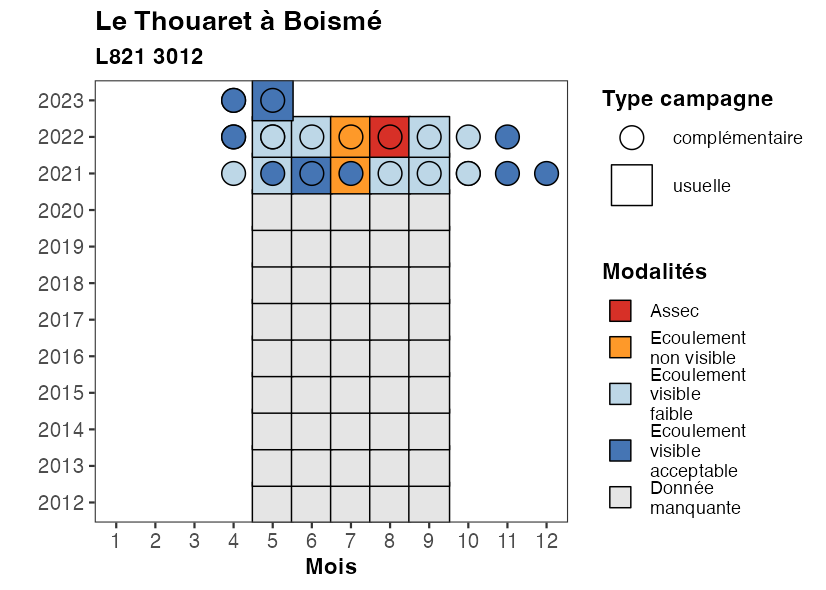 Le Thouaret à Boismé
L821 3012
2023
2022
2021
2020
2019
2018
2017
2016
2015
2014
2013
2012
1 2 3 4 5 6 7 8 9 10 11 12
Mois
Type campagne
complémentaire
usuelle
Modalités
Assec
Ecoulement
non visible
Ecoulement
visible
faible
Ecoulement
visible
acceptable
Donnée
manquante